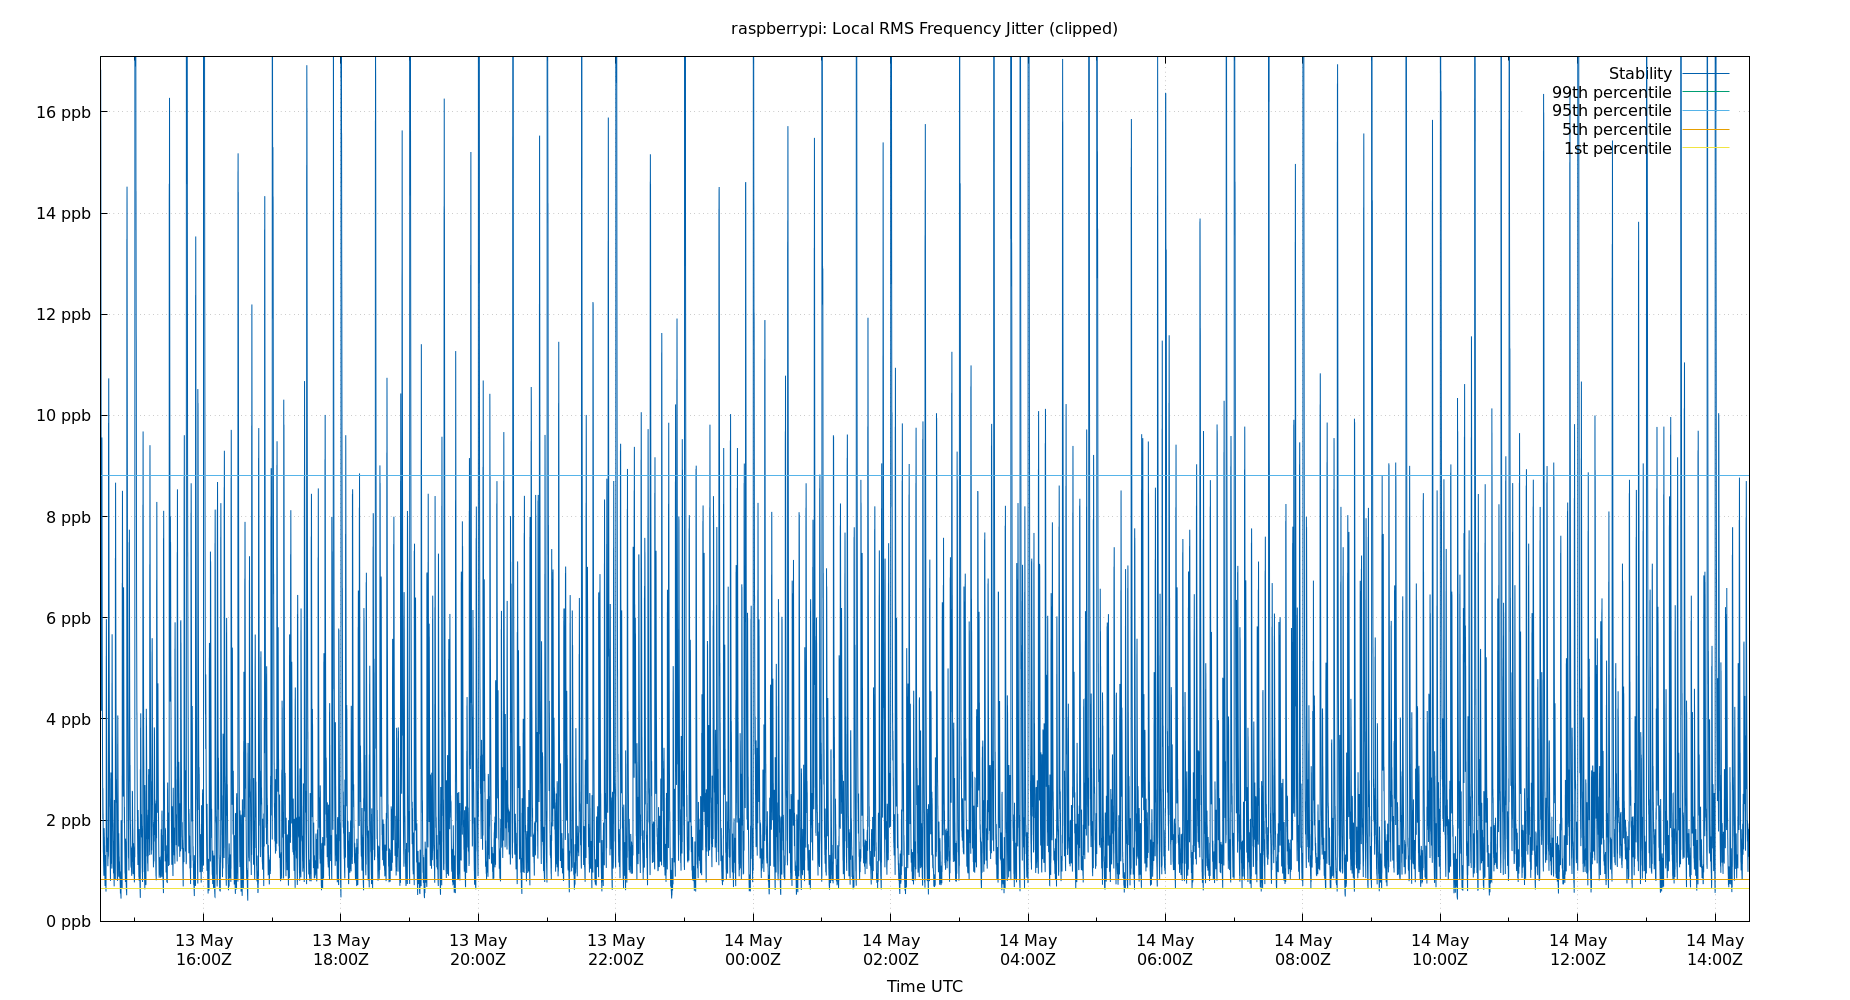 raspberrypi: Local RMS Frequency Jitter (clipped)
Stability
99th percentile
95th percentile
5th percentile
1st percentile
16 ppb
14 ppb
12 ppb
10 ppb
8 ppb
6 ppb
4 ppb
2 ppb
0 ppb
13 May 13 May 13 May 13 May 14 May 14 May 14 May 14 May 14 May 14 May 14 May 14 May
16:00Z 18:00Z 20:00Z 22:00Z 00:00Z 02:00Z 04:00Z 06:00Z 08:00Z 10:00Z 12:00Z 14:00Z
Time UTC